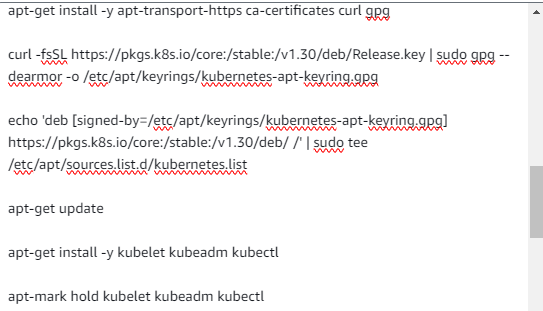 apt-get install -y apt-transport-https ca-certificates curl gpg
curl -fsSL https://pkgs.k8s.io/core:/stable:/v1.30/deb/Release.key | sudo gpg --
dearmor -o /etc/apt/keyrings/kubernetes-apt-keyring.gpg
echo 'deb [signed-by=/etc/apt/keyrings/kubernetes-apt-keyring.gpg]
https://pkgs.k8s.io/core:/stable:/v1.30/deb/ /' | sudo tee
/etc/apt/sources.list.d/kubernetes.list
apt-get update
apt-get install -y kubelet kubeadm kubectl
apt-mark hold kubelet kubeadm kubectl